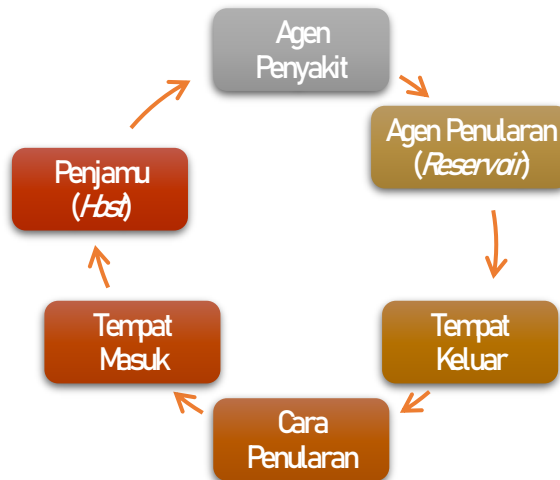 Agen
Penyakit
Agen Penularan
(Reservoir)
Tempat
Keluar
Cara
Penularan
Tempat
Masuk
Penjamu
(Host)